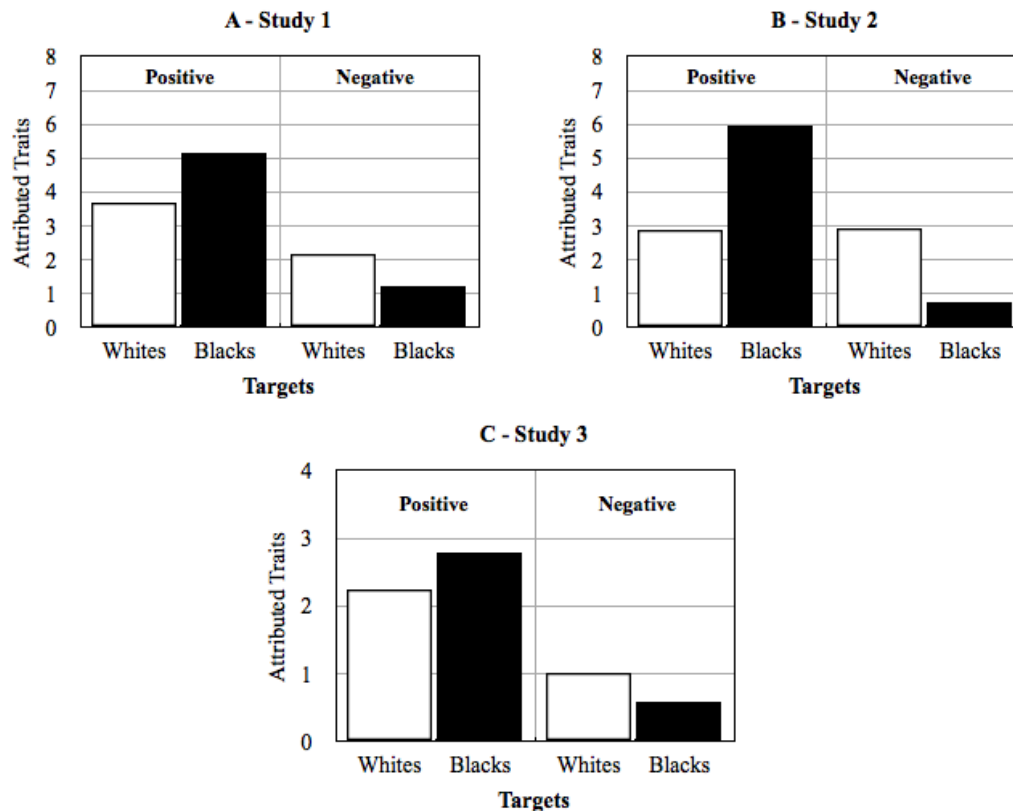 A - Study 1
8
7
6
5
4
3
2
1
0
Attributed Traits
Positive Negative
Whites Blacks Whites Blacks
Targets
B - Study 2
8
7
6
5
4
3
2
1
0
Attributed Traits
Positive Negative
Whites Blacks Whites Blacks
Targets
C - Study 3
4
3
2
1
0
Attributed Traits
Positive Negative
Whites Blacks Whites Blacks
Targets